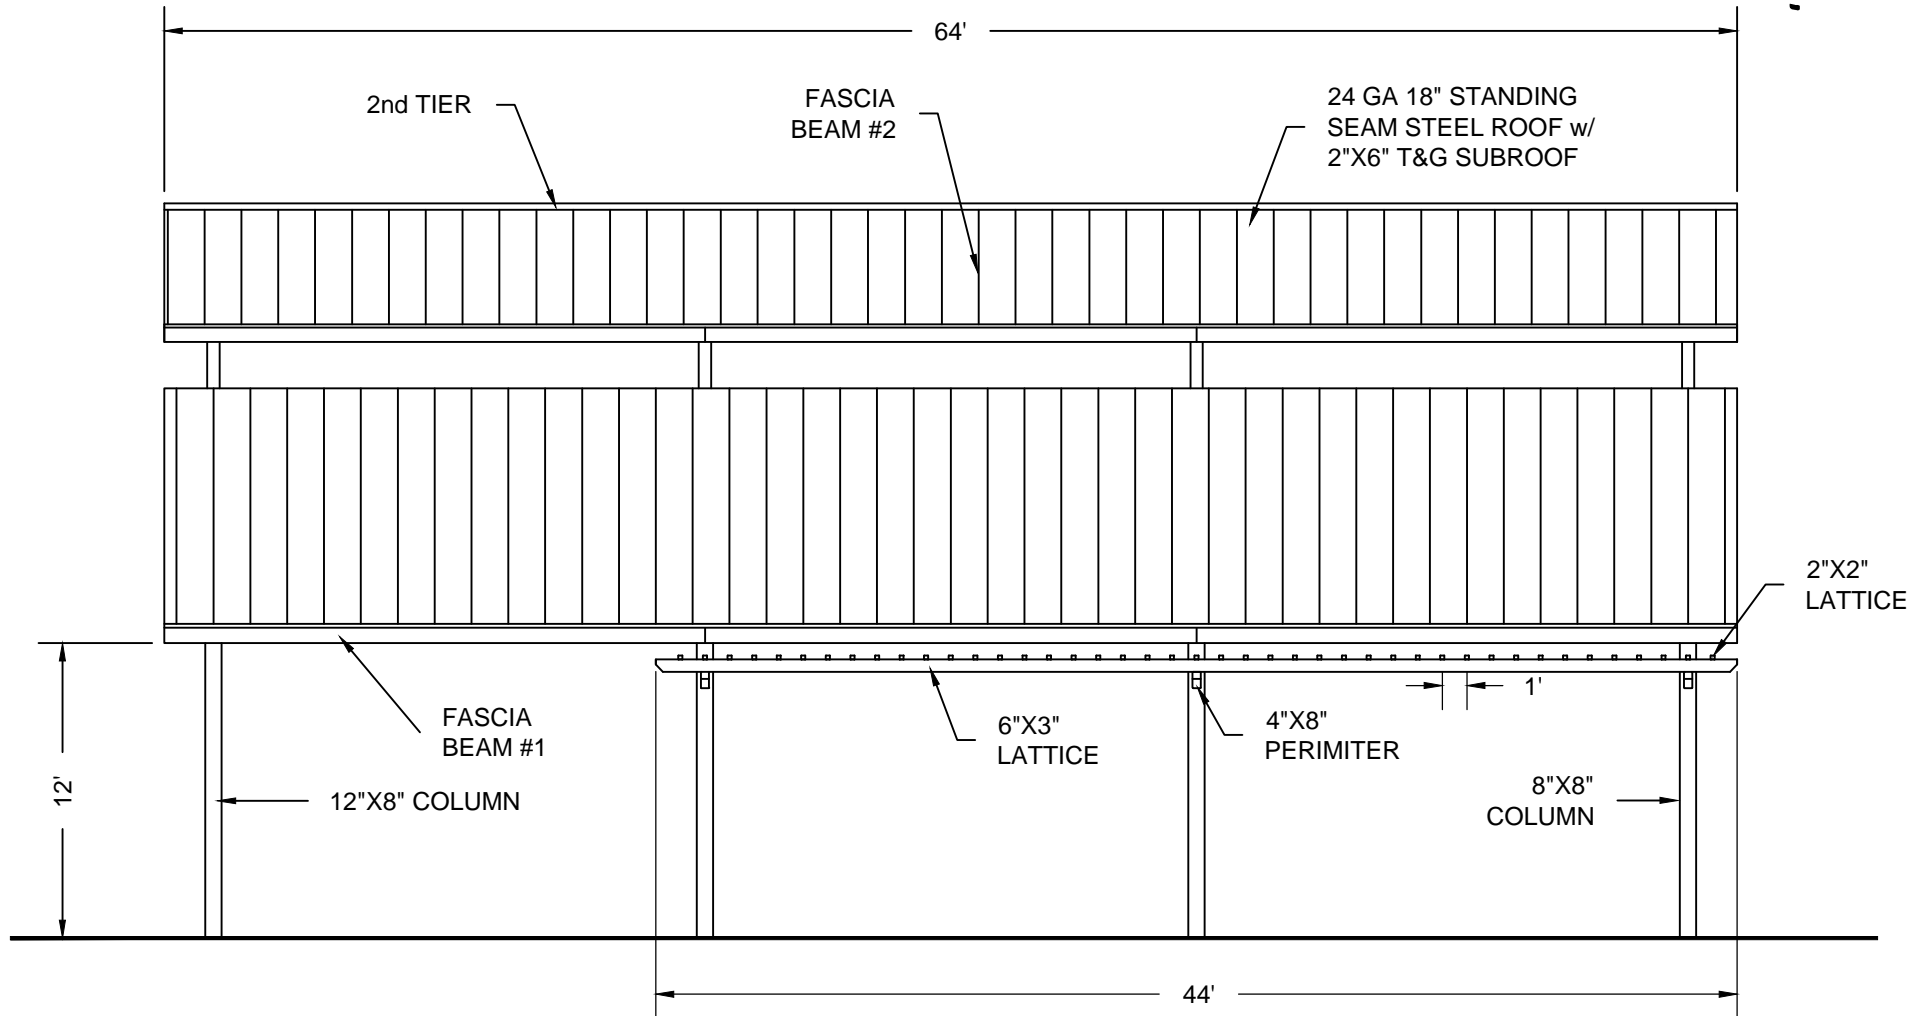 64'
2nd TIER
FASCIA
BEAM #2
24 GA 18" STANDING
SEAM STEEL ROOF w/
2"X6" T&G SUBROOF
2"X2"
LATTICE
1'
FASCIA
BEAM #1
6"X3"
LATTICE
4"X8"
PERIMITER
12'
12"X8" COLUMN
8"X8"
COLUMN
44'